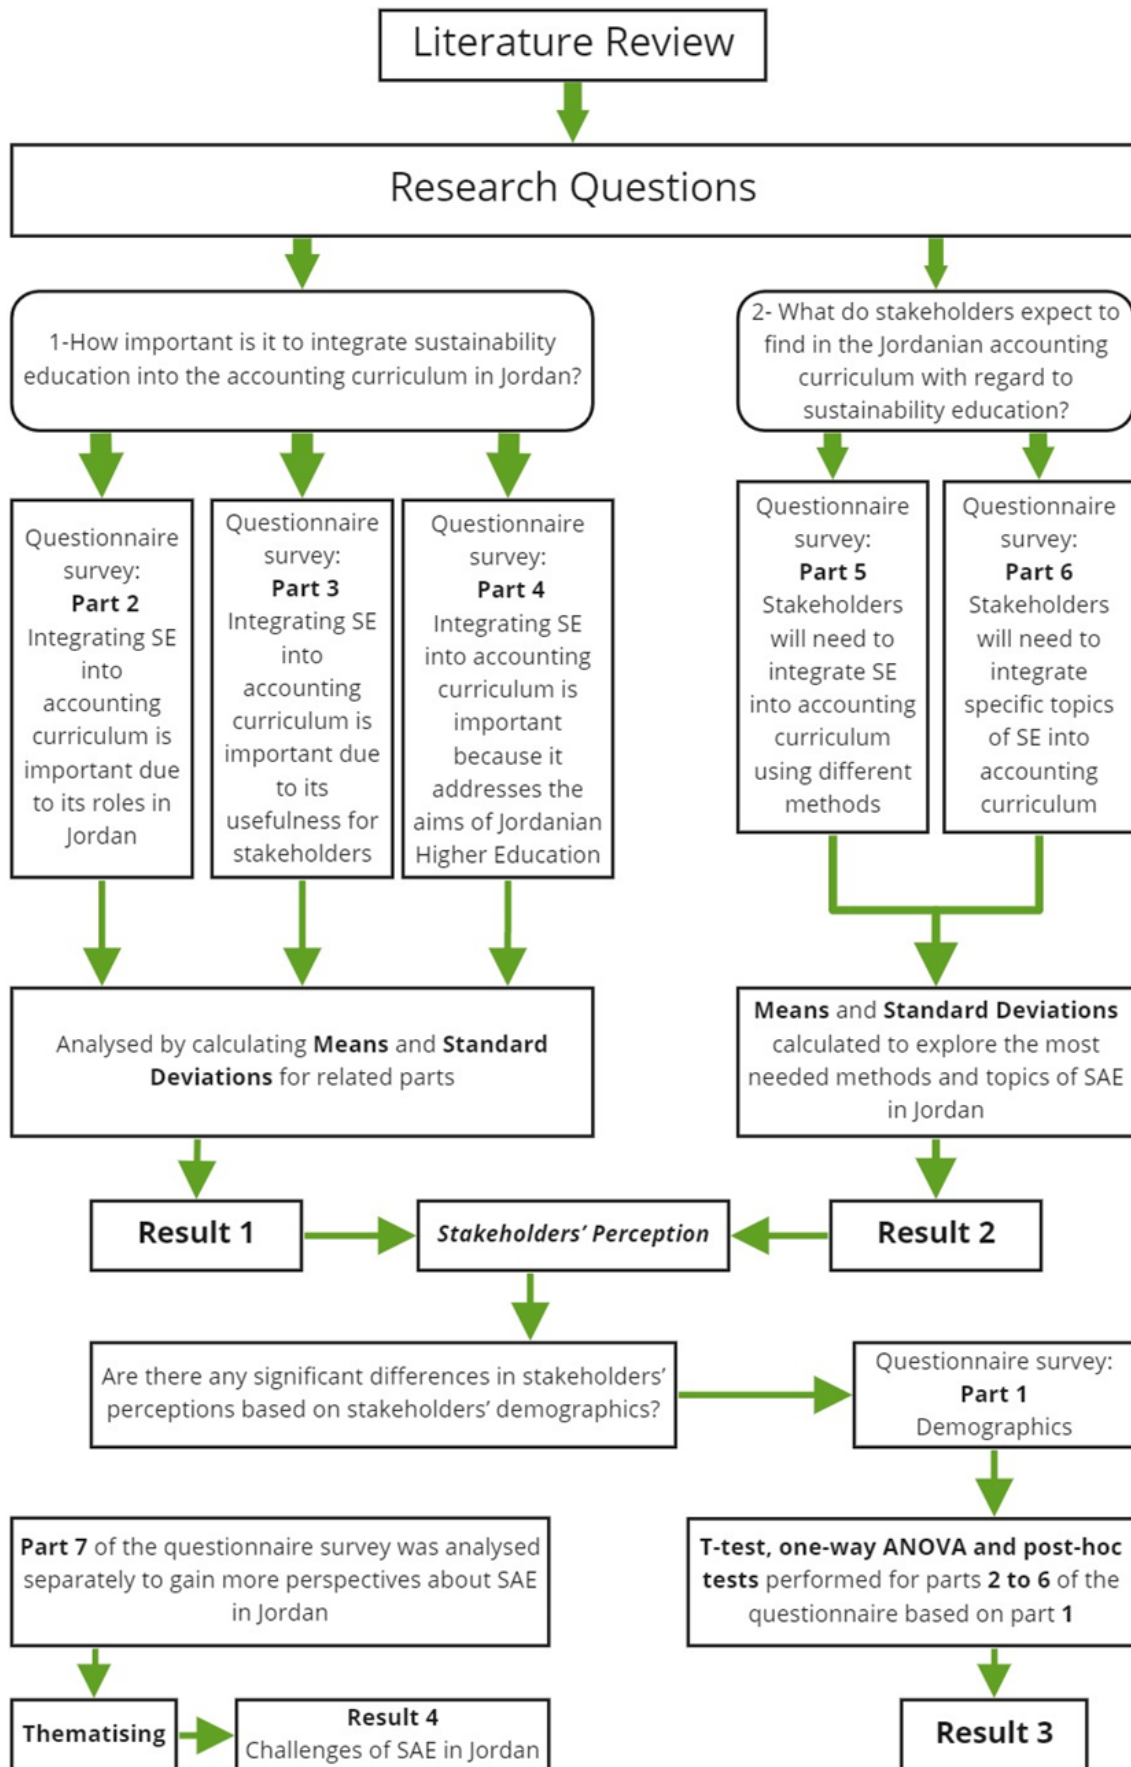 Literature Review
Research Questions
1-How important is it to integrate sustainability
education into the accounting curriculum in Jordan?
2- What do stakeholders expect to
find in the Jordanian accounting
curriculum with regard to
sustainability education?
Questionnaire
survey:
Part 2
Integrating SE
into
accounting
curriculum is
important due
to its roles in
Jordan
Questionnaire
survey:
Part 3
Integrating SE
into
accounting
curriculum is
important due
to its
usefulness for
stakeholders
Questionnaire
survey:
Part 4
Integrating SE
into accounting
curriculum is
important
because it
addresses the
aims of Jordanian
Higher Education
Questionnaire
survey:
Part 5
Stakeholders
will need to
integrate SE
into accounting
curriculum
using different
methods
Questionnaire
survey:
Part 6
Stakeholders
will need to
integrate
specific topics
of SE into
accounting
curriculum
Analysed by calculating Means and Standard
Deviations for related parts
Means and Standard Deviations
calculated to explore the most
needed methods and topics of SAE
in Jordan
Result 1
Stakeholders' Perception
Result 2
Are there any significant differences in stakeholders'
perceptions based on stakeholders' demographics?
Questionnaire survey:
Part 1
Demographics
Part 7 of the questionnaire survey was analysed
separately to gain more perspectives about SAE
in Jordan
T-test, one-way ANOVA and post-hoc
tests performed for parts 2 to 6 of the
questionnaire based on part 1
Thematising
Result 4
Challenges of SAE in Jordan
Result 3